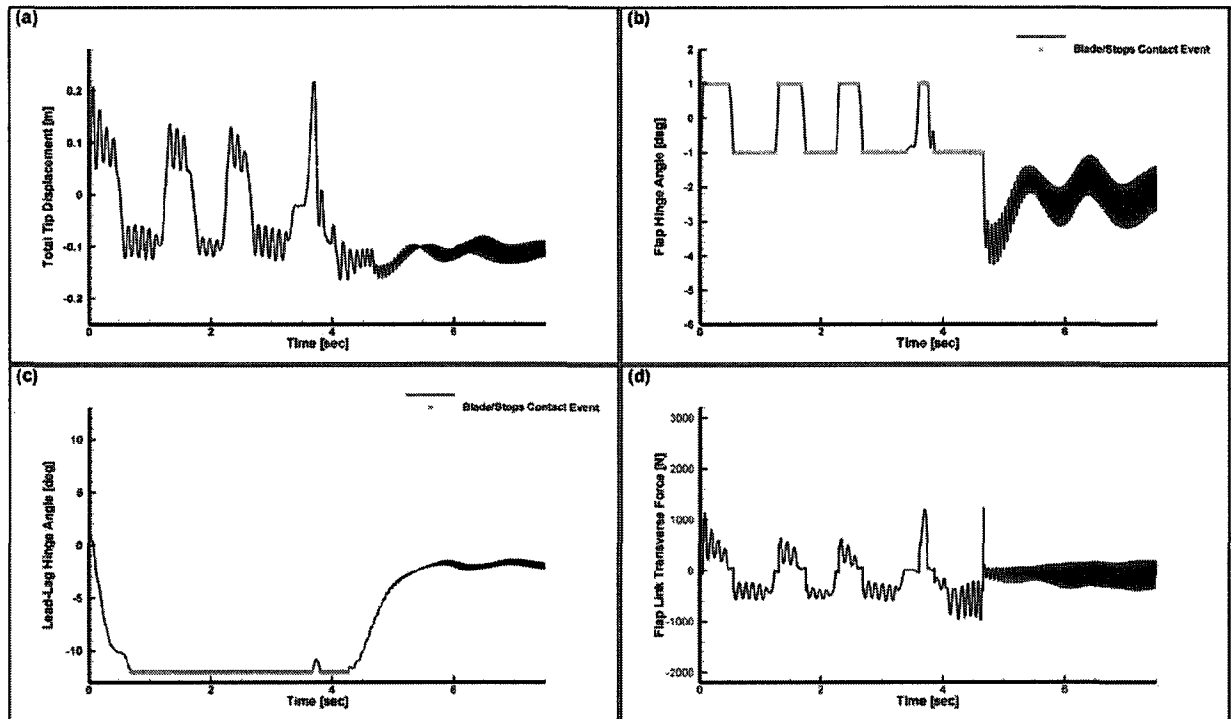 (a)
Total Tip Displacement [m]
0.2
0.1
0
-0.1
-0.2
0
2
4
6
Time [sec]
(b)
Blade/Stops Contact Event
Flap Hinge Angle [deg]
2
1
0
-1
-2
-3
-4
-5
-6
0
2
4
6
Time [sec]
(c)
Blade/Stops Contact Event
Lead-Lag Hinge Angle [deg]
10
5
0
-5
-10
0
2
4
6
Time [sec]
(d)
Flap Link Transverse Force [N]
3000
2000
1000
0
-1000
-2000
0
2
4
6
Time [sec]